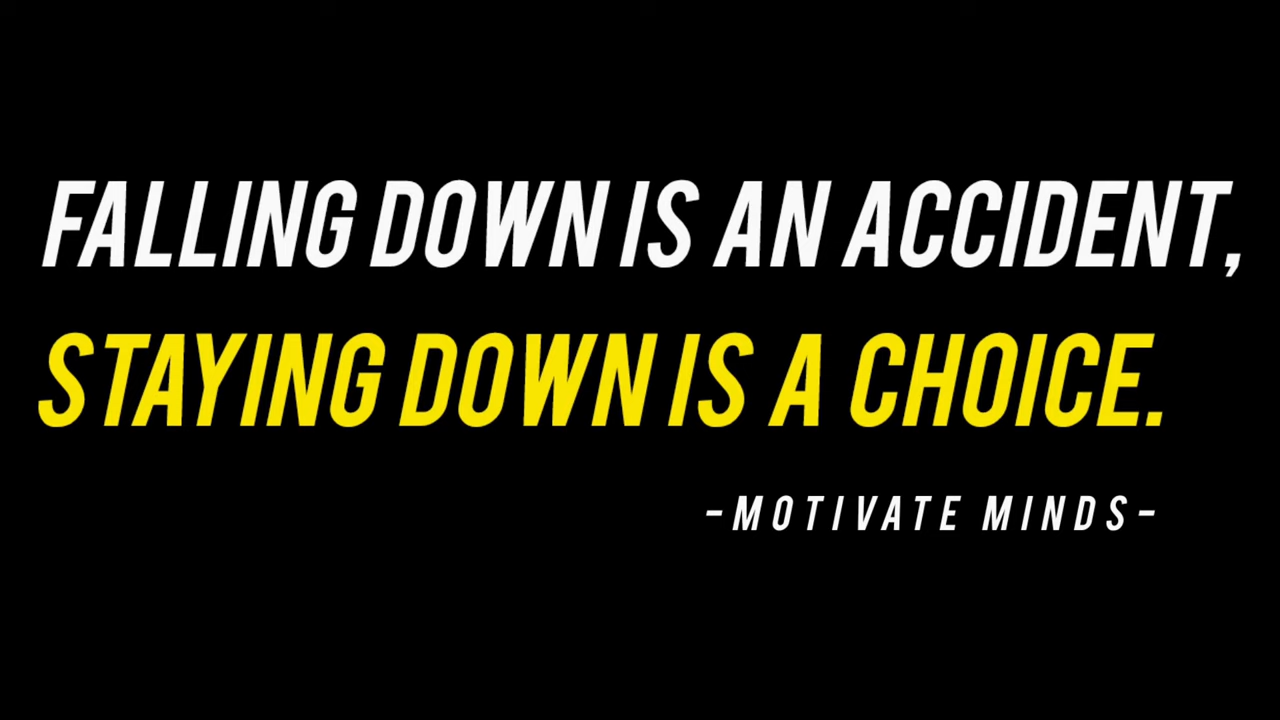 FALLING DOWN IS AN ACCIDENT,
STAYING DOWN IS A CHOICE.
-MOTIVATE MINDS-